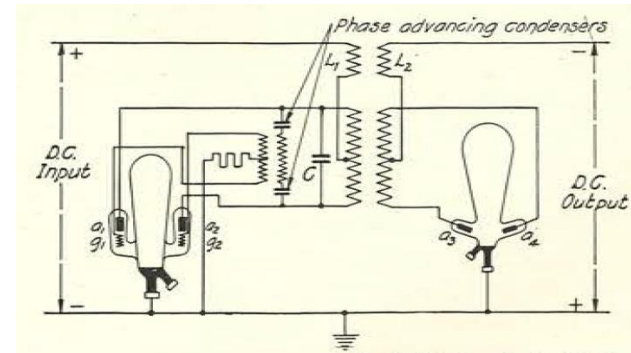 Phase advancing condensers
+
L1
L2
−
D.C.
Input
C
D.C.
Output
a1
g1
a2
g2
a3
a4
−
+